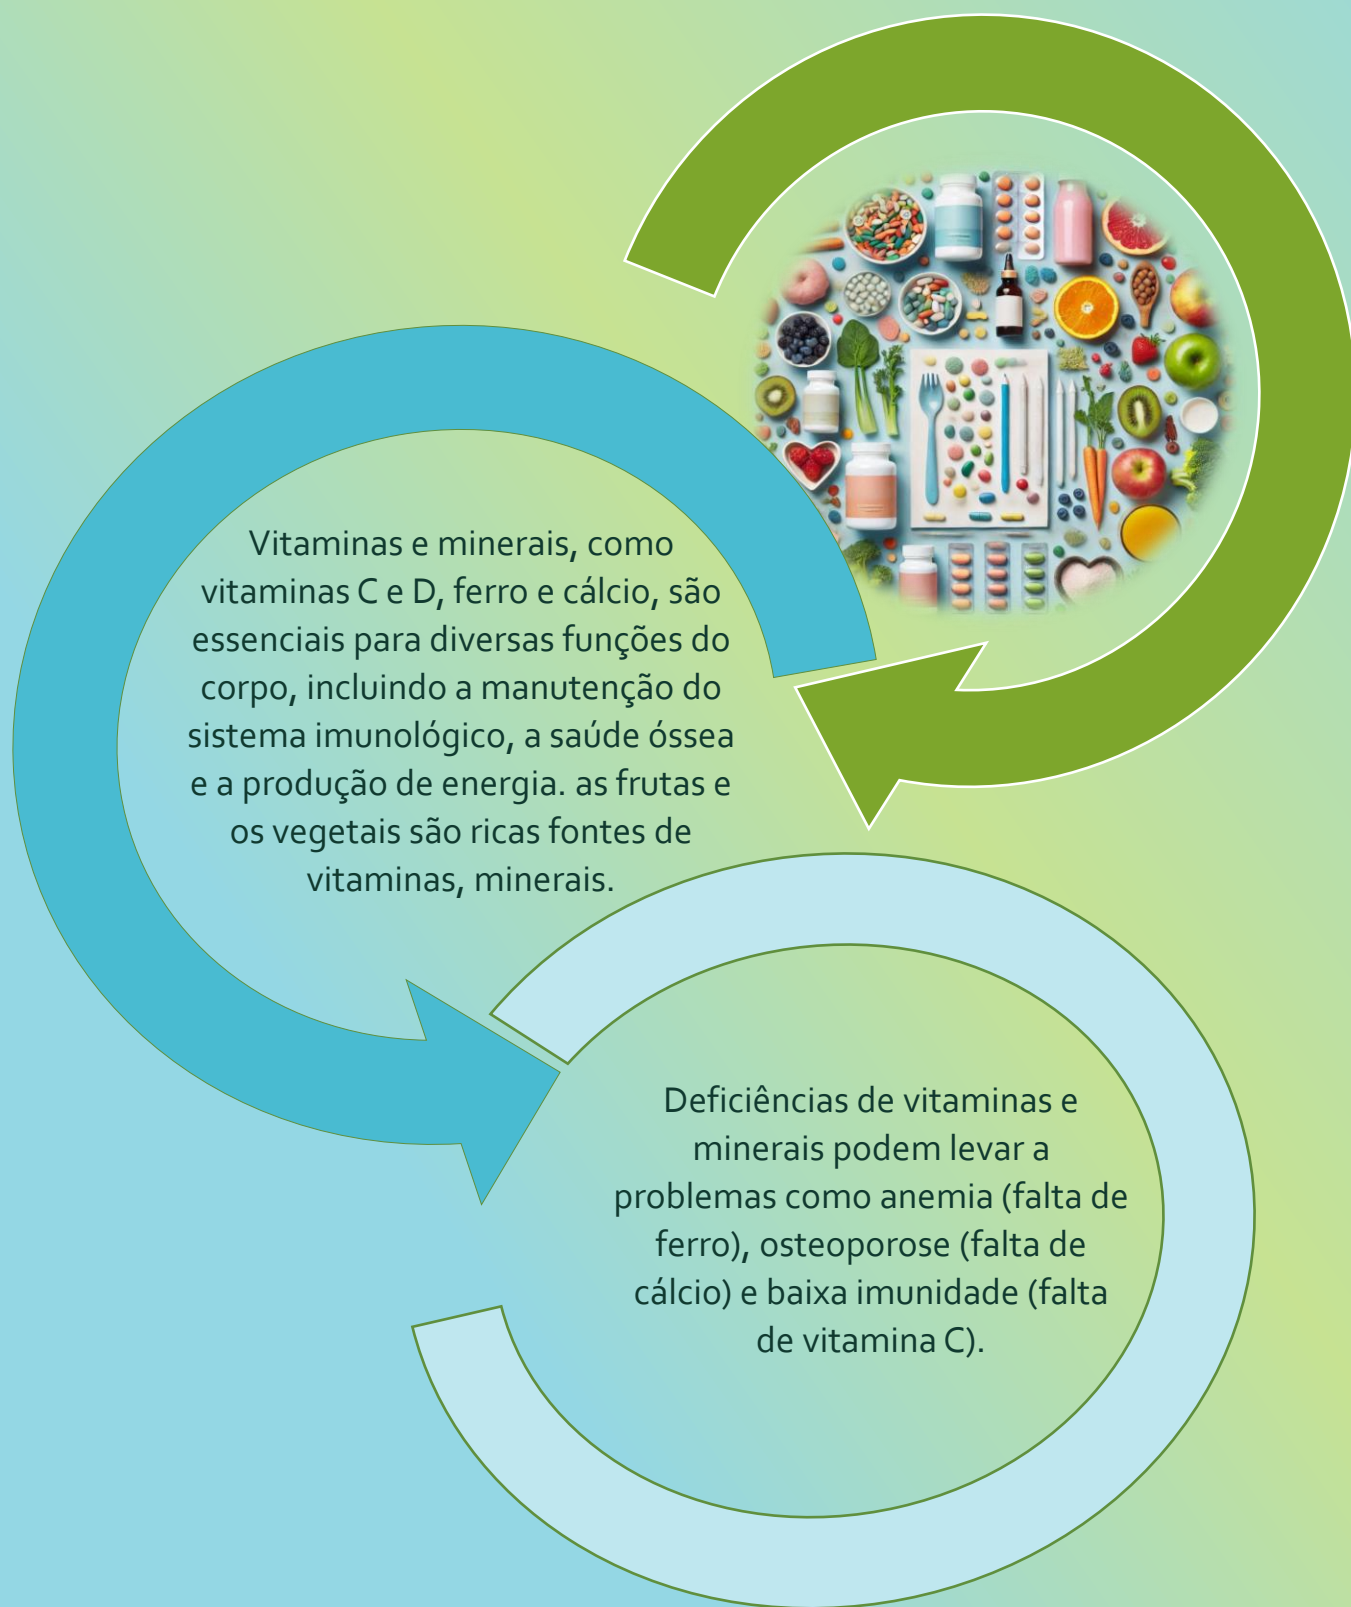 Vitaminas e minerais, como
vitaminas C e D, ferro e cálcio, são
essenciais para diversas funções do
corpo, incluindo a manutenção do
sistema imunológico, a saúde óssea
e a produção de energia. as frutas e
os vegetais são ricas fontes de
vitaminas, minerais.
Deficiências de vitaminas e
minerais podem levar a
problemas como anemia (falta de
ferro), osteoporose (falta de
cálcio) e baixa imunidade (falta
de vitamina C).